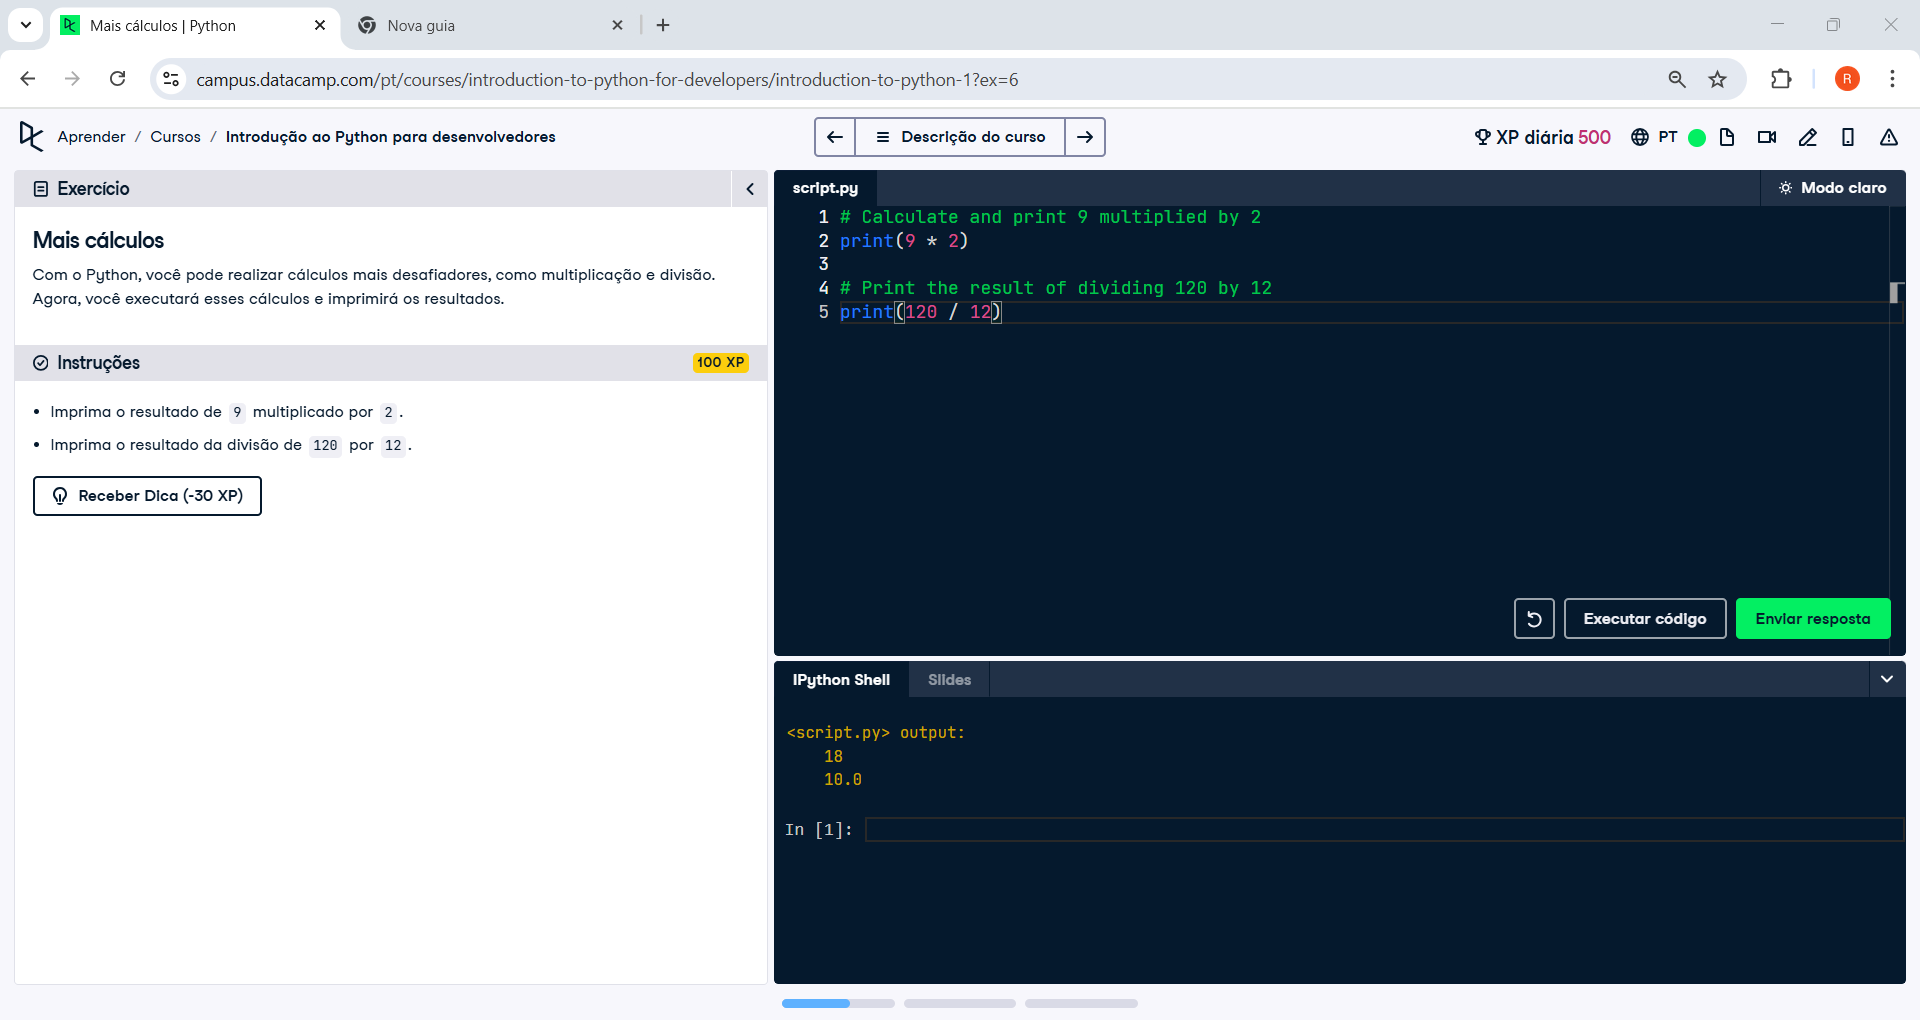 Mais cálculos | Python
Nova guia
campus.datacamp.com/pt/courses/introduction-to-python-for-developers/introduction-to-python-1?ex=6
R
Aprender / Cursos / Introdução ao Python para desenvolvedores
Descrição do curso
XP diária 500
PT
Exercício
Mais cálculos
Com o Python, você pode realizar cálculos mais desafiadores, como multiplicação e divisão.
Agora, você executará esses cálculos e imprimirá os resultados.
Instruções
100 XP
• Imprima o resultado de 9 multiplicado por 2.
• Imprima o resultado da divisão de 120 por 12.
Receber Dica (-30 XP)
script.py
Modo claro
1 # Calculate and print 9 multiplied by 2
2 print(9 * 2)
3
4 # Print the result of dividing 120 by 12
5 print(120 / 12)
Executar código
Enviar resposta
IPython Shell
Slides
<script.py> output:
18
10.0
In [1]: